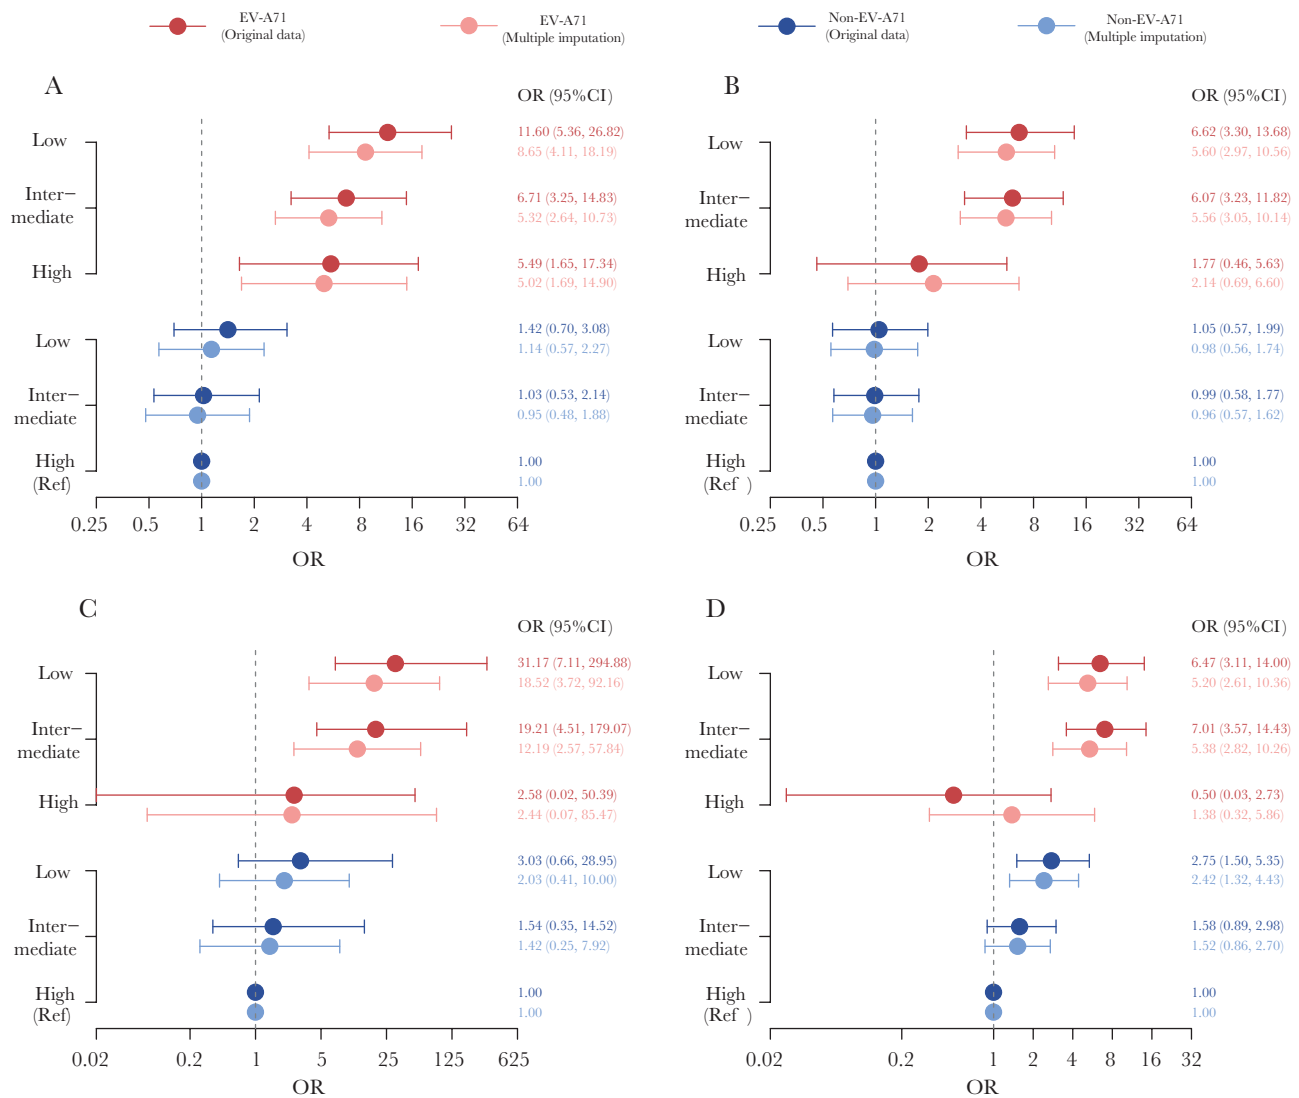 EV-A71
(Original data)
EV-A71
(Multiple imputation)
Non-EV-A71
(Original data)
Non-EV-A71
(Multiple imputation)
A
OR (95%CI)
Low
11.60 (5.36, 26.82)
8.65 (4.11, 18.19)
Inter−
mediate
6.71 (3.25, 14.83)
5.32 (2.64, 10.73)
High
5.49 (1.65, 17.34)
5.02 (1.69, 14.90)
Low
1.42 (0.70, 3.08)
1.14 (0.57, 2.27)
Inter−
mediate
1.03 (0.53, 2.14)
0.95 (0.48, 1.88)
High
(Ref)
1.00
1.00
0.25 0.5 1 2 4 8 16 32 64
OR
B
OR (95%CI)
Low
6.62 (3.30, 13.68)
5.60 (2.97, 10.56)
Inter−
mediate
6.07 (3.23, 11.82)
5.56 (3.05, 10.14)
High
1.77 (0.46, 5.63)
2.14 (0.69, 6.60)
Low
1.05 (0.57, 1.99)
0.98 (0.56, 1.74)
Inter−
mediate
0.99 (0.58, 1.77)
0.96 (0.57, 1.62)
High
(Ref )
1.00
1.00
0.25 0.5 1 2 4 8 16 32 64
OR
C
OR (95%CI)
Low
31.17 (7.11, 294.88)
18.52 (3.72, 92.16)
Inter−
mediate
19.21 (4.51, 179.07)
12.19 (2.57, 57.84)
High
2.58 (0.02, 50.39)
2.44 (0.07, 85.47)
Low
3.03 (0.66, 28.95)
2.03 (0.41, 10.00)
Inter−
mediate
1.54 (0.35, 14.52)
1.42 (0.25, 7.92)
High
(Ref)
1.00
1.00
0.02 0.2 1 5 25 125 625
OR
D
OR (95%CI)
Low
6.47 (3.11, 14.00)
5.20 (2.61, 10.36)
Inter−
mediate
7.01 (3.57, 14.43)
5.38 (2.82, 10.26)
High
0.50 (0.03, 2.73)
1.38 (0.32, 5.86)
Low
2.75 (1.50, 5.35)
2.42 (1.32, 4.43)
Inter−
mediate
1.58 (0.89, 2.98)
1.52 (0.86, 2.70)
High
(Ref )
1.00
1.00
0.02 0.2 1 2 4 8 16 32
OR